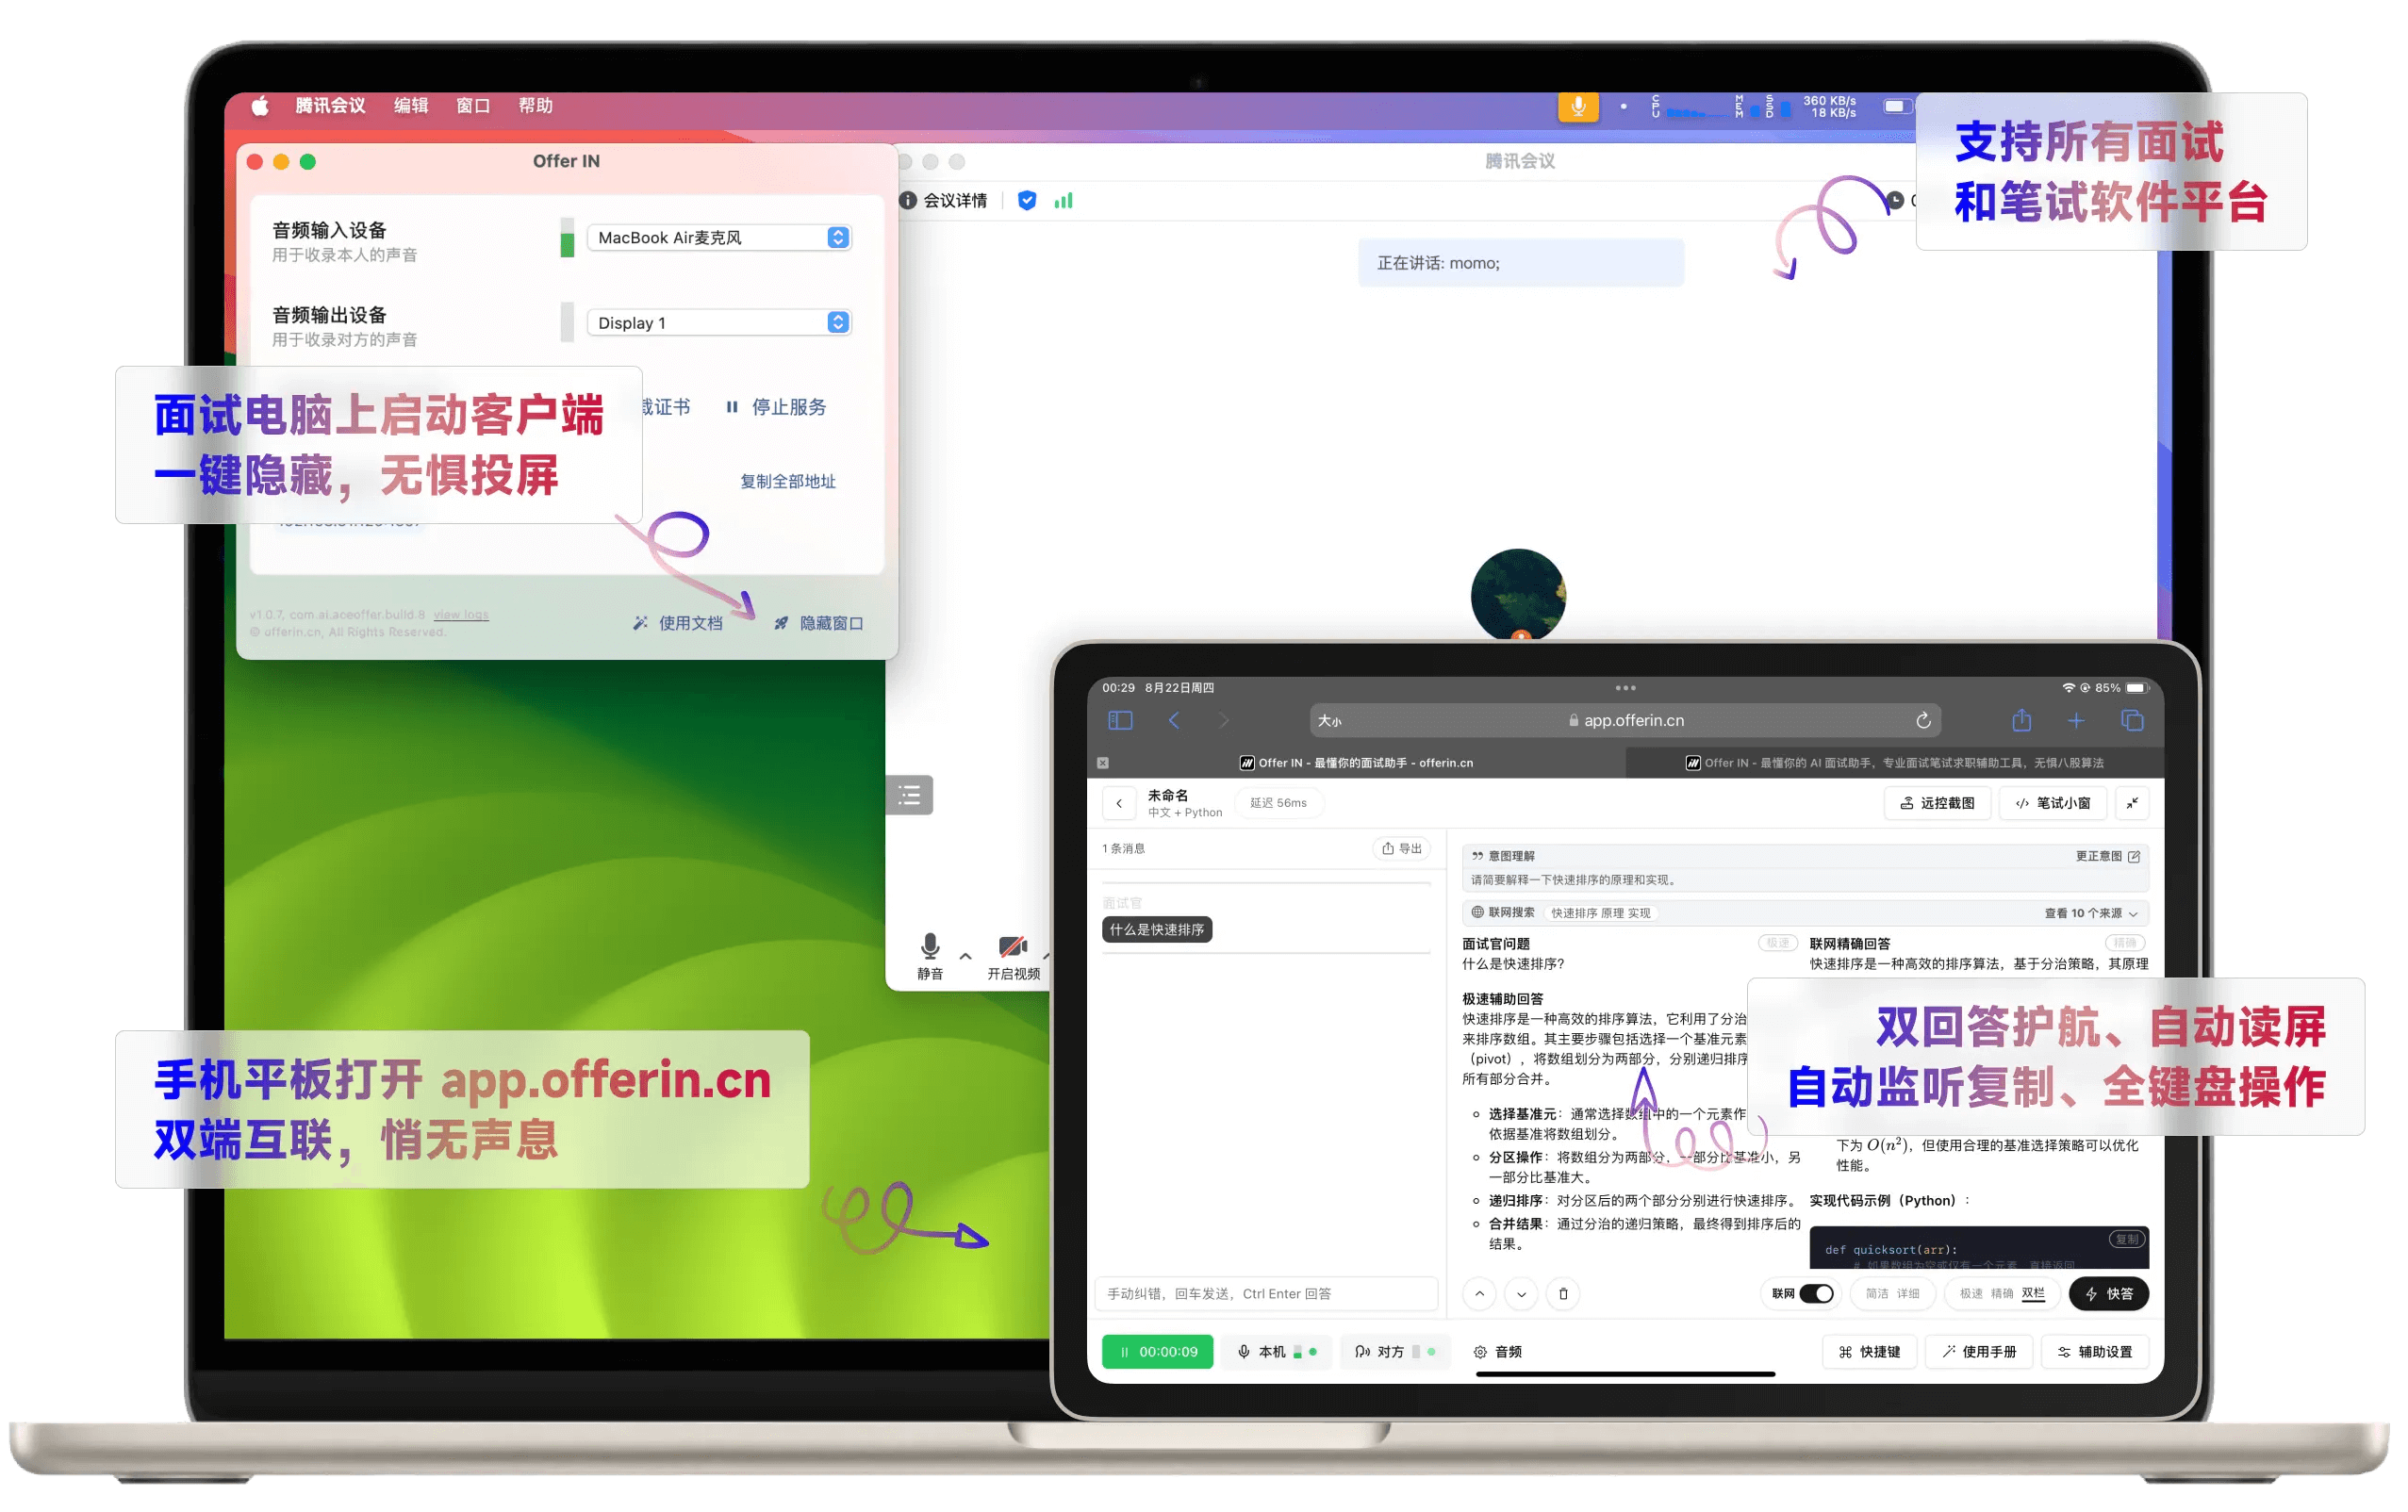 腾讯会议 编辑 窗口 帮助
CPU MEM SSD 360 KB/s
18 KB/s
支持所有面试
和笔试软件平台
Offer IN
音频输入设备
用于收录本人的声音
MacBook Air麦克风
音频输出设备
用于收录对方的声音
Display 1
面试电脑上启动客户端
一键隐藏，无惧投屏
证书 停止服务
复制全部地址
v1.0.7, com.ai.aceoffer.build.8 view logs
© offerin.cn, All Rights Reserved.
使用文档 隐藏窗口
腾讯会议
会议详情
正在讲话: momo;
静音 开启视频
手机平板打开 app.offerin.cn
双端互联，悄无声息
00:29 8月22日周四
85%
大小 app.offerin.cn
Offer IN - 最懂你的面试助手 - offerin.cn
Offer IN - 最懂你的 AI 面试助手，专业面试笔试求职辅助工具，无惧八股算法
未命名
中文 + Python
延迟 56ms
远控截图 笔试小窗
1 条消息 导出
面试官
什么是快速排序
意图理解 更正意图
请简要解释一下快速排序的原理和实现。
联网搜索 快速排序 原理 实现 查看 10 个来源
面试官问题 极速
什么是快速排序?
极速辅助回答
快速排序是一种高效的排序算法，它利用了分治
来排序数组。其主要步骤包括选择一个基准元素
（pivot），将数组划分为两部分，分别递归排序
所有部分合并。
选择基准元：通常选择数组中的一个元素作
依据基准将数组划分。
分区操作：将数组分为两部分，一部分比基准小，另
一部分比基准大。
递归排序：对分区后的两个部分分别进行快速排序。
合并结果：通过分治的递归策略，最终得到排序后的
结果。
联网精确回答 精确
快速排序是一种高效的排序算法，基于分治策略，其原理
双回答护航、自动读屏
自动监听复制、全键盘操作
下为 O(n²)，但使用合理的基准选择策略可以优化
性能。
实现代码示例（Python）：
复制
def quicksort(arr):
# 如果数组为空或仅有一个元素，直接返回
手动纠错，回车发送，Ctrl Enter 回答
联网 简洁 详细 极速 精确 双栏 快答
00:00:09 本机 对方 音频
快捷键 使用手册 辅助设置